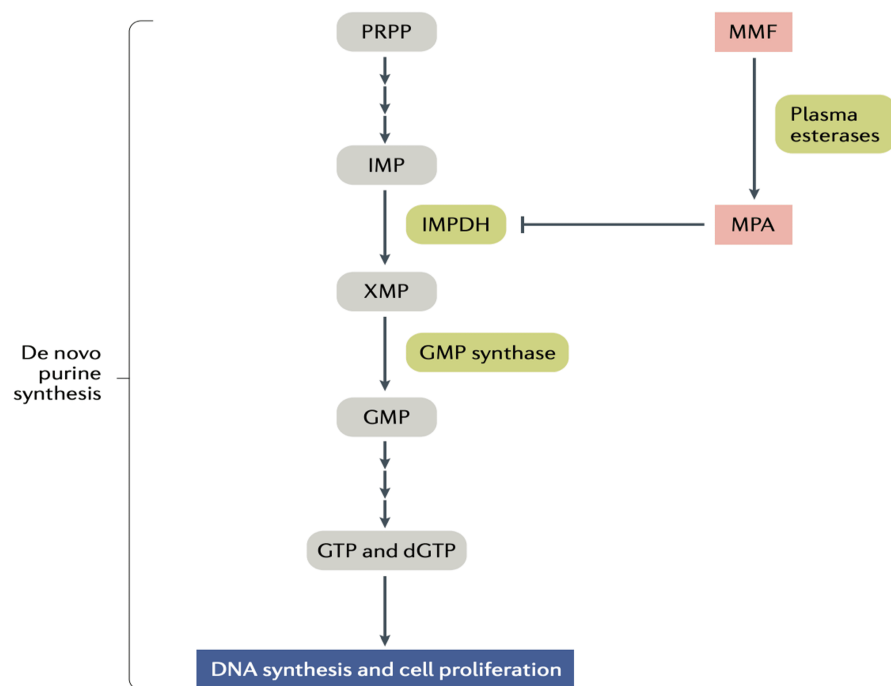 PRPP
MMF
Plasma
esterases
IMP
IMPDH
MPA
XMP
De novo
purine
synthesis
GMP synthase
GMP
GTP and dGTP
DNA synthesis and cell proliferation